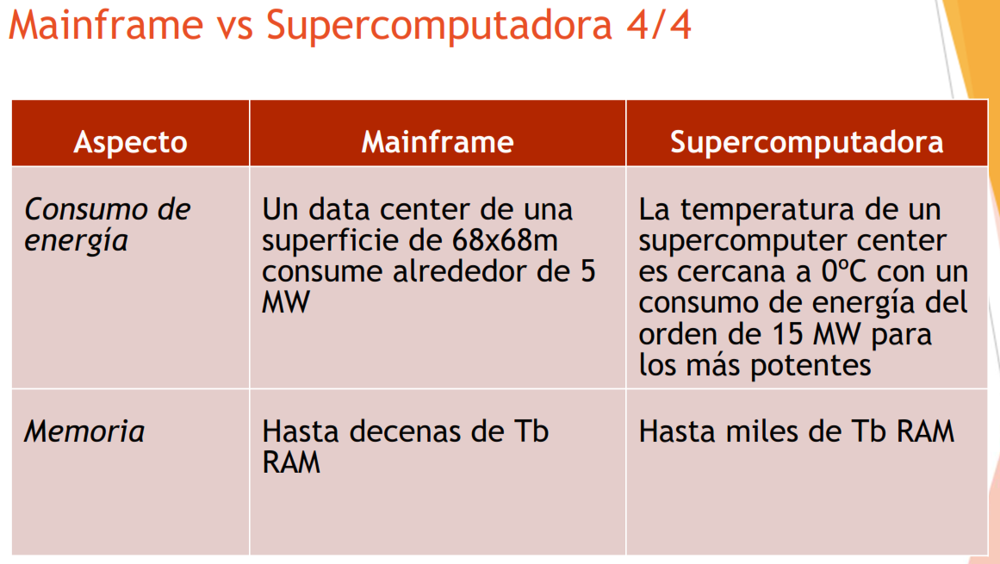 Mainframe vs Supercomputadora 4/4
Aspecto
Mainframe
Supercomputadora
Consumo de
energía
Un data center de una
superficie de 68x68m
consume alrededor de 5
MW
La temperatura de un
supercomputer center
es cercana a 0ºC con un
consumo de energía del
orden de 15 MW para
los más potentes
Memoria
Hasta decenas de Tb
RAM
Hasta miles de Tb RAM